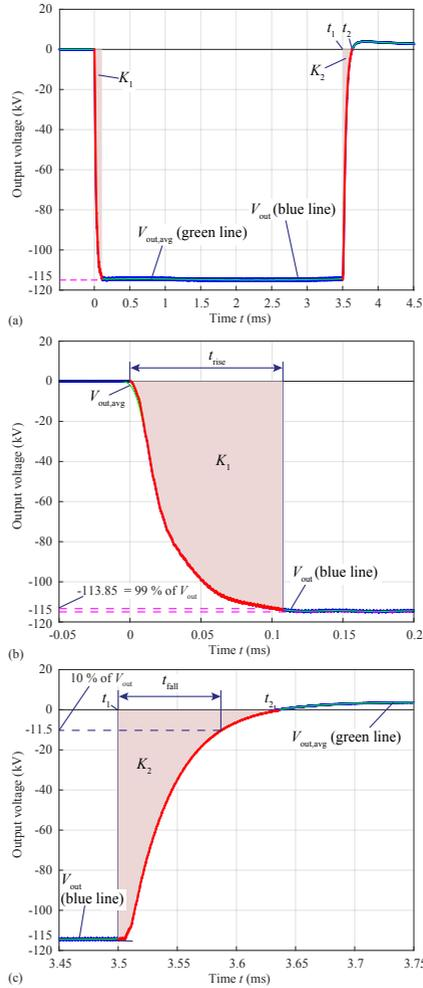 20
0
-20
-40
-60
-80
-100
-115
-120
Output voltage (kV)
t1 t2
K1
K2
Vout (blue line)
Vout,avg (green line)
0 0.5 1 1.5 2 2.5 3 3.5 4 4.5
Time t (ms)
(a)
20
0
-20
-40
-60
-80
-100
-115
120
Output voltage (kV)
trise
Vout,avg
K1
Vout (blue line)
-113.85 = 99 % of Vout
-0.05 0 0.05 0.1 0.15 0.2
Time t (ms)
(b)
20
0
-11.5
-20
-40
-60
-80
-100
-115
120
Output voltage (kV)
10 % of Vout
t1
tfall
t2
Vout,avg (green line)
K2
Vout
(blue line)
3.45 3.5 3.55 3.6 3.65 3.7 3.75
Time t (ms)
(c)